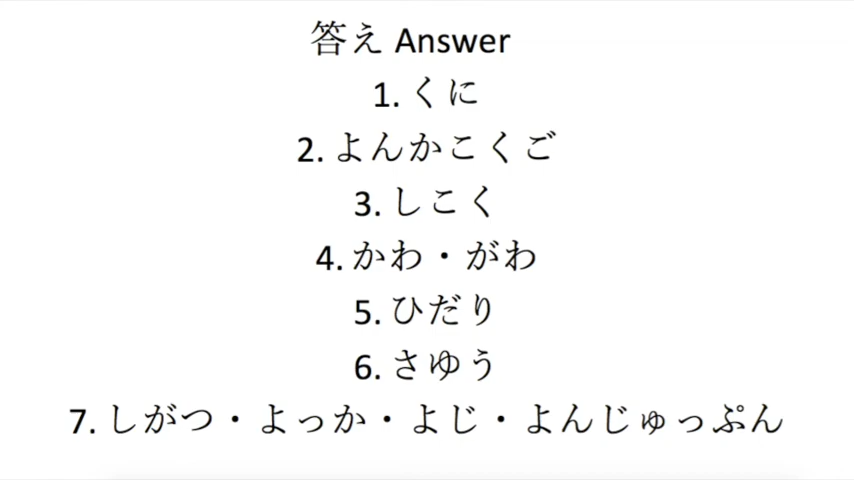 答え Answer
1. くに
2. よんかこくご
3. しこく
4. かわ・がわ
5. ひだり
6. さゆう
7. しがつ・よっか・よじ・よんじゅっぷん